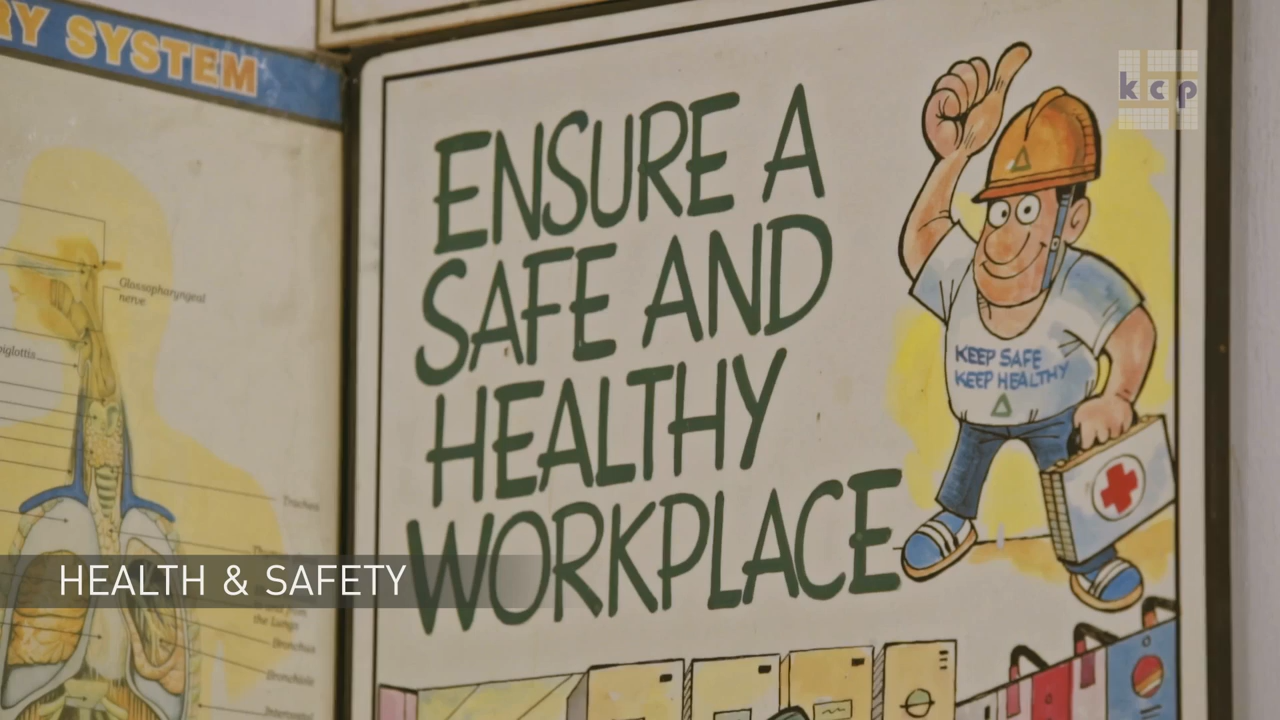 RY SYSTEM
Glossopharyngeal
nerve
piglottis
Trachea
the Lungs
Bronchus
Bronchiole
Intercostal
ENSURE A
SAFE AND
HEALTHY
WORKPLACE
KEEP SAFE
KEEP HEALTHY
kcp
HEALTH & SAFETY